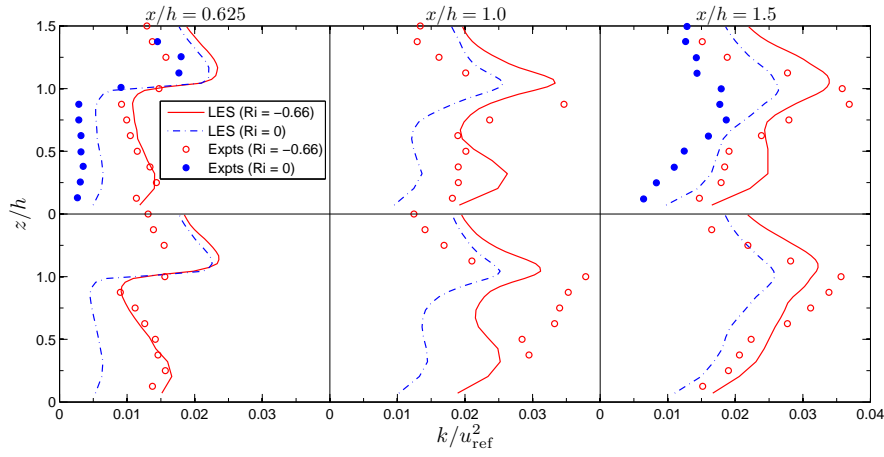 x/h = 0.625 x/h = 1.0 x/h = 1.5
1.5
1.0
0.5
0
1.0
0.5
0
LES (Ri = −0.66)
LES (Ri = 0)
Expts (Ri = −0.66)
Expts (Ri = 0)
z/h
0 0.01 0.02 0.03 0 0.01 0.02 0.03 0 0.01 0.02 0.03 0.04
k/u²ref